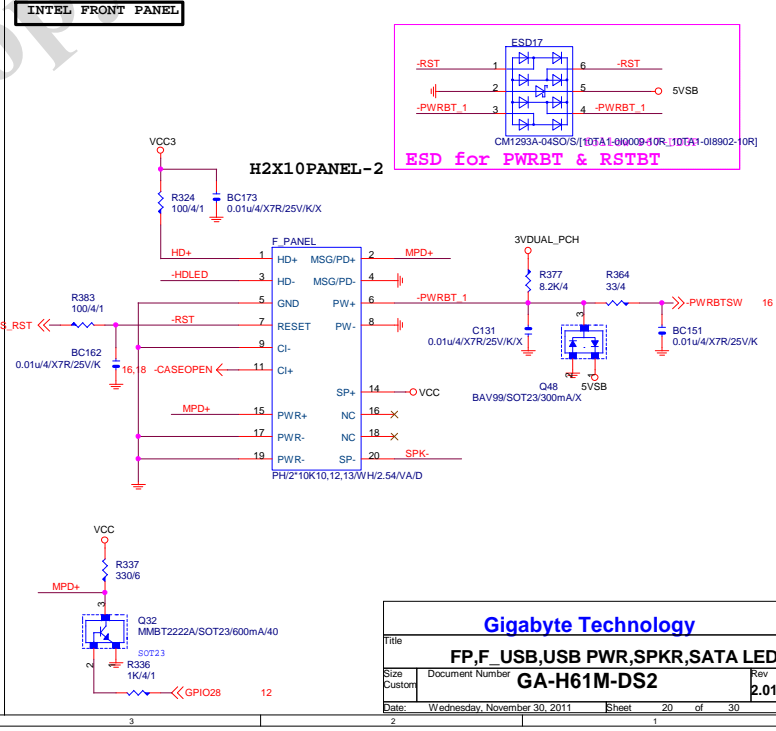 INTEL FRONT PANEL
ESD17
-RST 1 6 -RST
2 5 5VSB
-PWRBT_1 3 4 -PWRBT_1
ESD for PWRBT & RSTBT
VCC3
H2X10PANEL-2
R324
100/4/1
BC173
0.01u/4/X7R/25V/K/X
F_PANEL
HD+ 1 HD+ MSG/PD+ 2 MPD+
-HDLED 3 HD- MSG/PD- 4
5 GND PW+ 6 -PWRBT_1
-RST 7 RESET PW- 8
9 CI-
16,18 -CASEOPEN 11 CI+
SP+ 14 VCC
MPD+ 15 PWR+ NC 16
17 PWR- NC 18
19 PWR- SP- 20 SPK-
PH/2*10K10,12,13/WH/2.54/VA/D
R383
100/4/1
S_RST
BC162
0.01u/4/X7R/25V/K
3VDUAL_PCH
R377
8.2K/4
R364
33/4
-PWRBTSW 16
C131
0.01u/4/X7R/25V/K/X
3
2
1
5VSB
BC151
0.01u/4/X7R/25V/K
Q48
BAV99/SOT23/300mA/X
VCC
R337
330/6
MPD+
3
Q32
MMBT2222A/SOT23/600mA/40
SOT23
2
1
R336
1K/4/1
GPIO28 12
Gigabyte Technology
Title
FP,F_USB,USB PWR,SPKR,SATA LED
Size
Custom
Document Number
GA-H61M-DS2
Rev
2.01
Date: Wednesday, November 30, 2011 Sheet 20 of 30
3 2 1